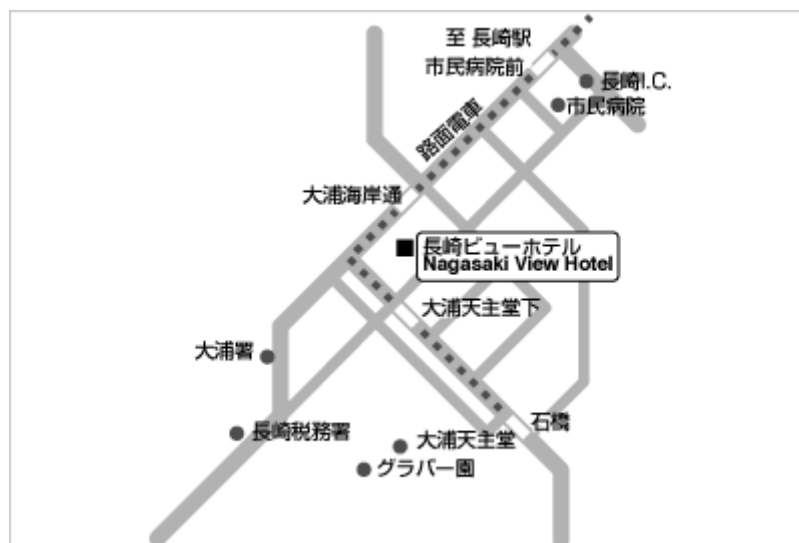 至 長崎駅
市民病院前
長崎I.C.
市民病院
路面電車
大浦海岸通
長崎ビューホテル
Nagasaki View Hotel
大浦天主堂下
大浦署
石橋
長崎税務署
大浦天主堂
グラバー園